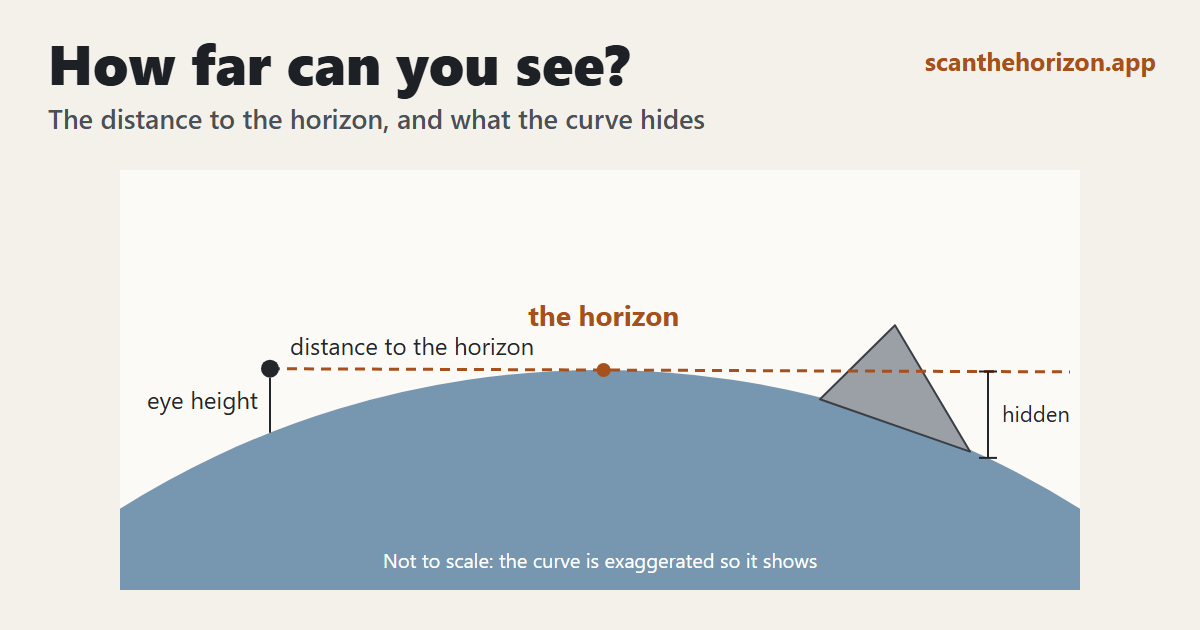 How far can you see?
scanthehorizon.app
The distance to the horizon, and what the curve hides
the horizon
distance to the horizon
eye height
hidden
Not to scale: the curve is exaggerated so it shows